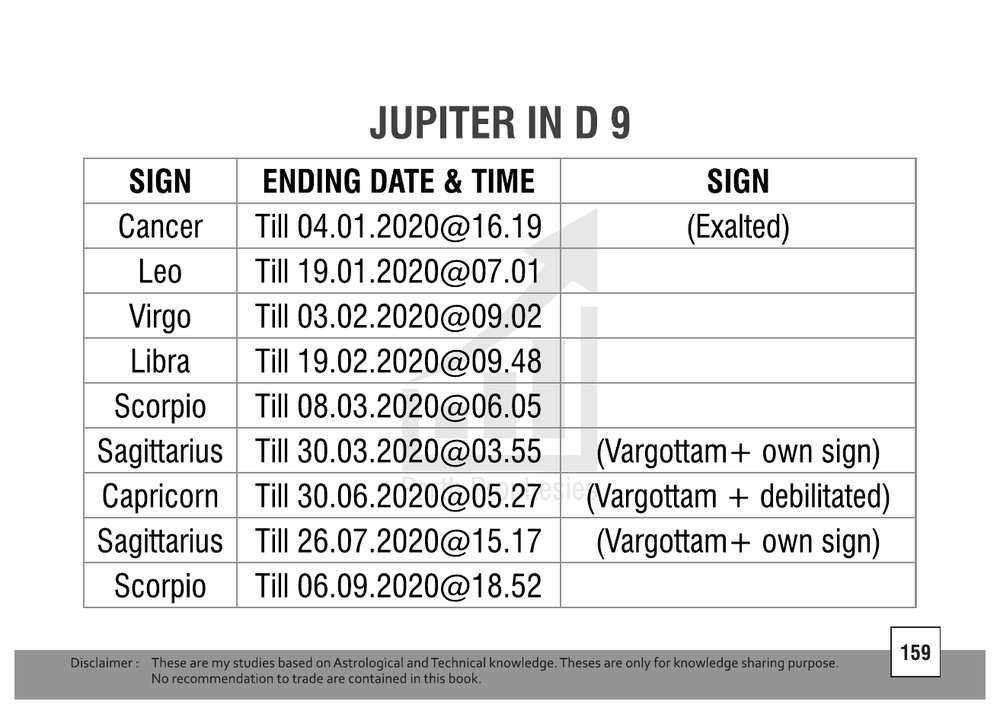 JUPITER IN D 9
SIGN ENDING DATE & TIME SIGN
Cancer Till 04.01.2020@16.19 (Exalted)
Leo Till 19.01.2020@07.01
Virgo Till 03.02.2020@09.02
Libra Till 19.02.2020@09.48
Scorpio Till 08.03.2020@06.05
Sagittarius Till 30.03.2020@03.55 (Vargottam+ own sign)
Capricorn Till 30.06.2020@05.27 (Vargottam + debilitated)
Sagittarius Till 26.07.2020@15.17 (Vargottam+ own sign)
Scorpio Till 06.09.2020@18.52
159
Disclaimer : These are my studies based on Astrological and Technical knowledge. Theses are only for knowledge sharing purpose.
No recommendation to trade are contained in this book.